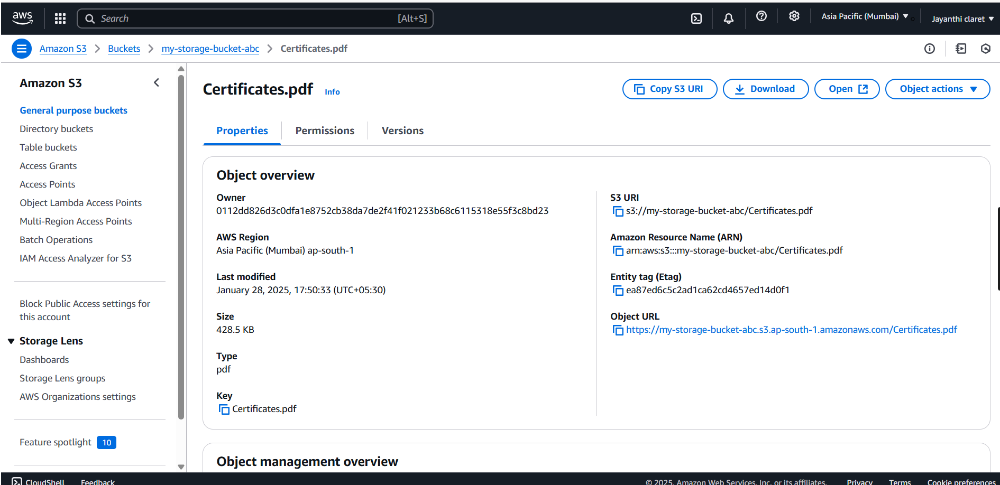 aws
Search [Alt+S]
Asia Pacific (Mumbai)
Jayanthi claret
Amazon S3
Buckets
my-storage-bucket-abc
Certificates.pdf
Amazon S3
General purpose buckets
Directory buckets
Table buckets
Access Grants
Access Points
Object Lambda Access Points
Multi-Region Access Points
Batch Operations
IAM Access Analyzer for S3
Block Public Access settings for
this account
Storage Lens
Dashboards
Storage Lens groups
AWS Organizations settings
Feature spotlight 10
Certificates.pdf Info
Copy S3 URI
Download
Open
Object actions
Properties
Permissions
Versions
Object overview
Owner
0112dd826d3c0dfa1e8752cb38da7de2f41f021233b68c6115318e55f3c8bd23
AWS Region
Asia Pacific (Mumbai) ap-south-1
Last modified
January 28, 2025, 17:50:33 (UTC+05:30)
Size
428.5 KB
Type
pdf
Key
Certificates.pdf
S3 URI
s3://my-storage-bucket-abc/Certificates.pdf
Amazon Resource Name (ARN)
arn:aws:s3:::my-storage-bucket-abc/Certificates.pdf
Entity tag (Etag)
ea87ed6c5c2ad1ca62cd4657ed14d0f1
Object URL
https://my-storage-bucket-abc.s3.ap-south-1.amazonaws.com/Certificates.pdf
Object management overview
CloudShell
Feedback
© 2025, Amazon Web Services, Inc. or its affiliates.
Privacy
Terms
Cookie preferences